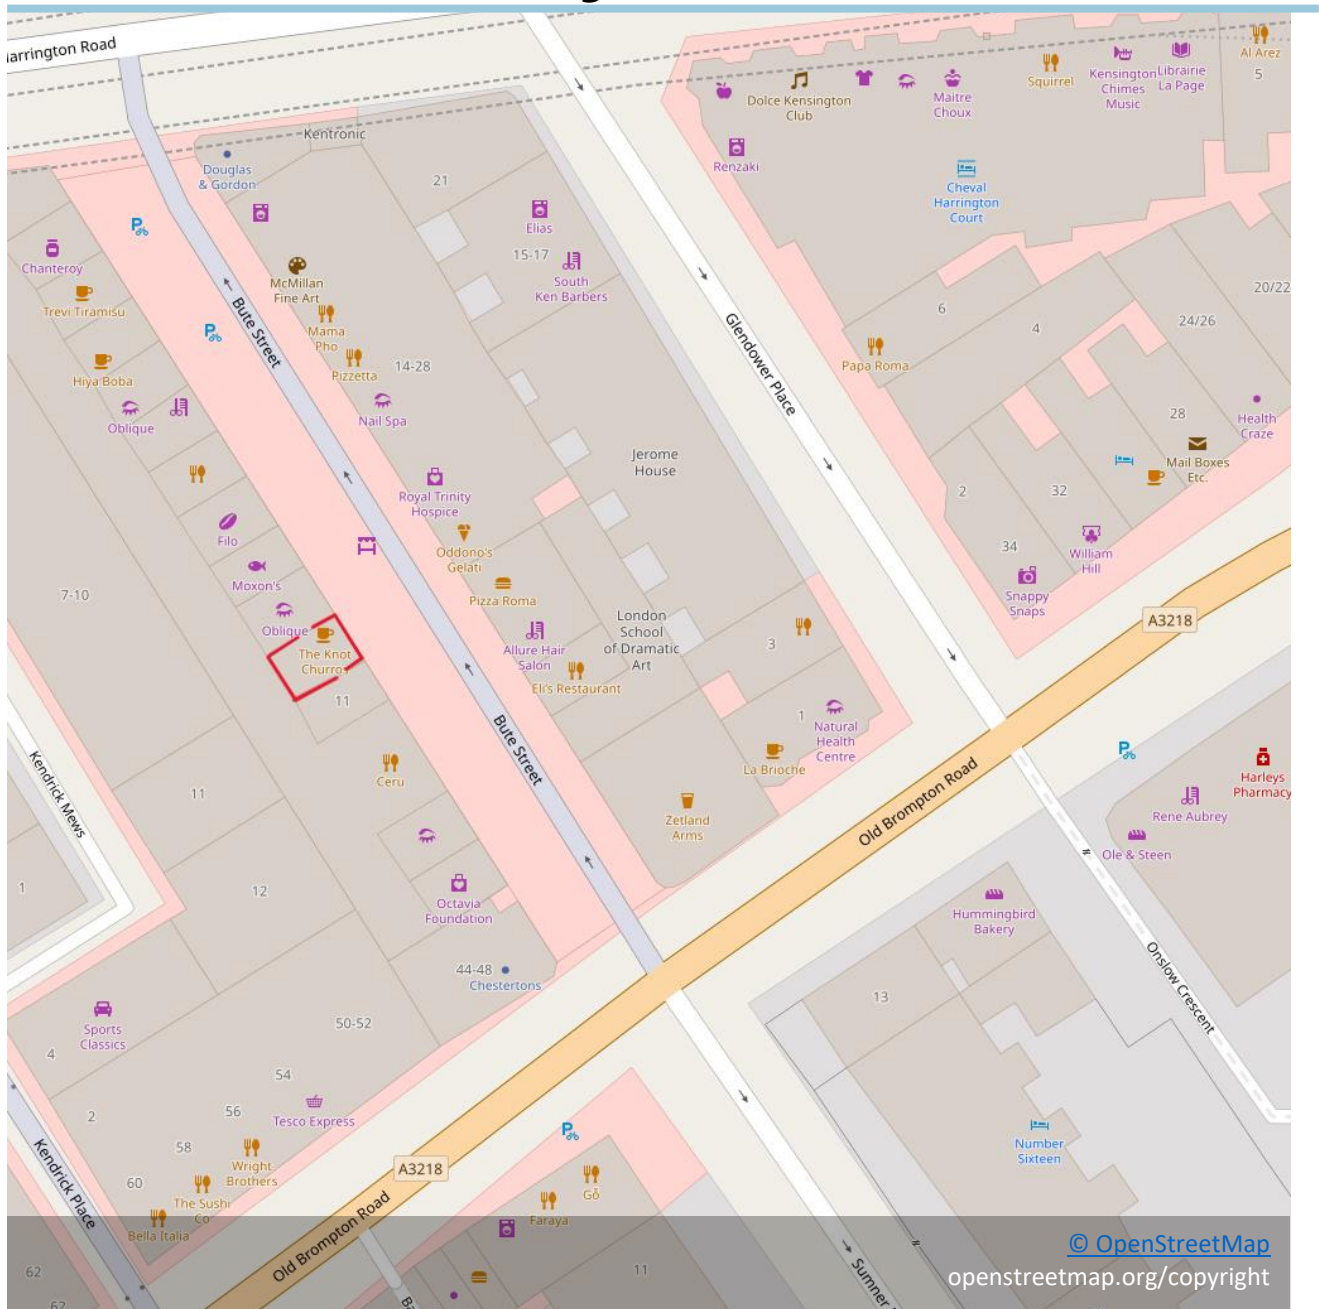 arrington Road
Kentronic
Douglas
& Gordon
21
Elias
15-17
South
Ken Barbers
Dolce Kensington
Club
Renzaki
Maitre
Choux
Squirrel
Kensington
Chimes
Music
Librairie
La Page
Al Arez
5
Cheval
Harrington
Court
Chanteroy
Trevi Tiramisu
Hiya Boba
Oblique
McMillan
Fine Art
Mama
Pho
Pizzetta
14-28
Nail Spa
Bute Street
Glendower Place
Papa Roma
6
4
20/22
24/26
28
Health
Craze
Mail Boxes
Etc.
2
32
34
William
Hill
Snappy
Snaps
Jerome
House
Royal Trinity
Hospice
Oddono's
Gelati
Pizza Roma
Filo
Moxon's
Oblique
The Knot
Churros
11
7-10
Allure Hair
Salon
Eli's Restaurant
London
School
of Dramatic
Art
3
1
Natural
Health
Centre
La Brioche
Zetland
Arms
A3218
Bute Street
Ceru
Kendrick Mews
11
12
1
Octavia
Foundation
44-48
Chestertons
Old Brompton Road
Harleys
Pharmacy
Rene Aubrey
Ole & Steen
Hummingbird
Bakery
Onslow Crescent
13
Sports
Classics
4
50-52
54
2
56
Tesco Express
58
Wright
Brothers
60
The Sushi
Co
Bella Italia
Kendrick Place
A3218
Old Brompton Road
Gô
Faraya
Number
Sixteen
62
62
11
Ba
Sumner
© OpenStreetMap
openstreetmap.org/copyright